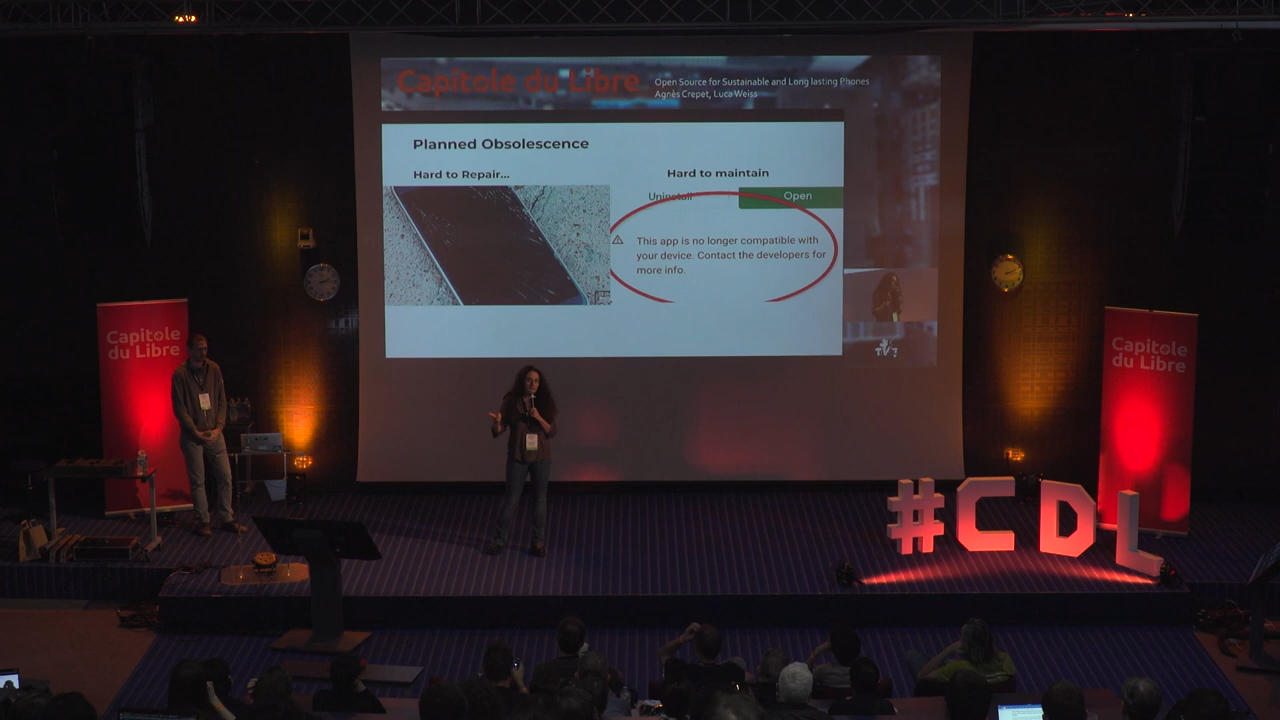 Capitole du Libre
Open Source for Sustainable and Long lasting Phones
Agnès Crepet, Luca Weiss
Planned Obsolescence
Hard to Repair...
Hard to maintain
Uninstall
Open
This app is no longer compatible with
your device. Contact the developers for
more info.
Capitole
du Libre
Capitole
du Libre
#CDL